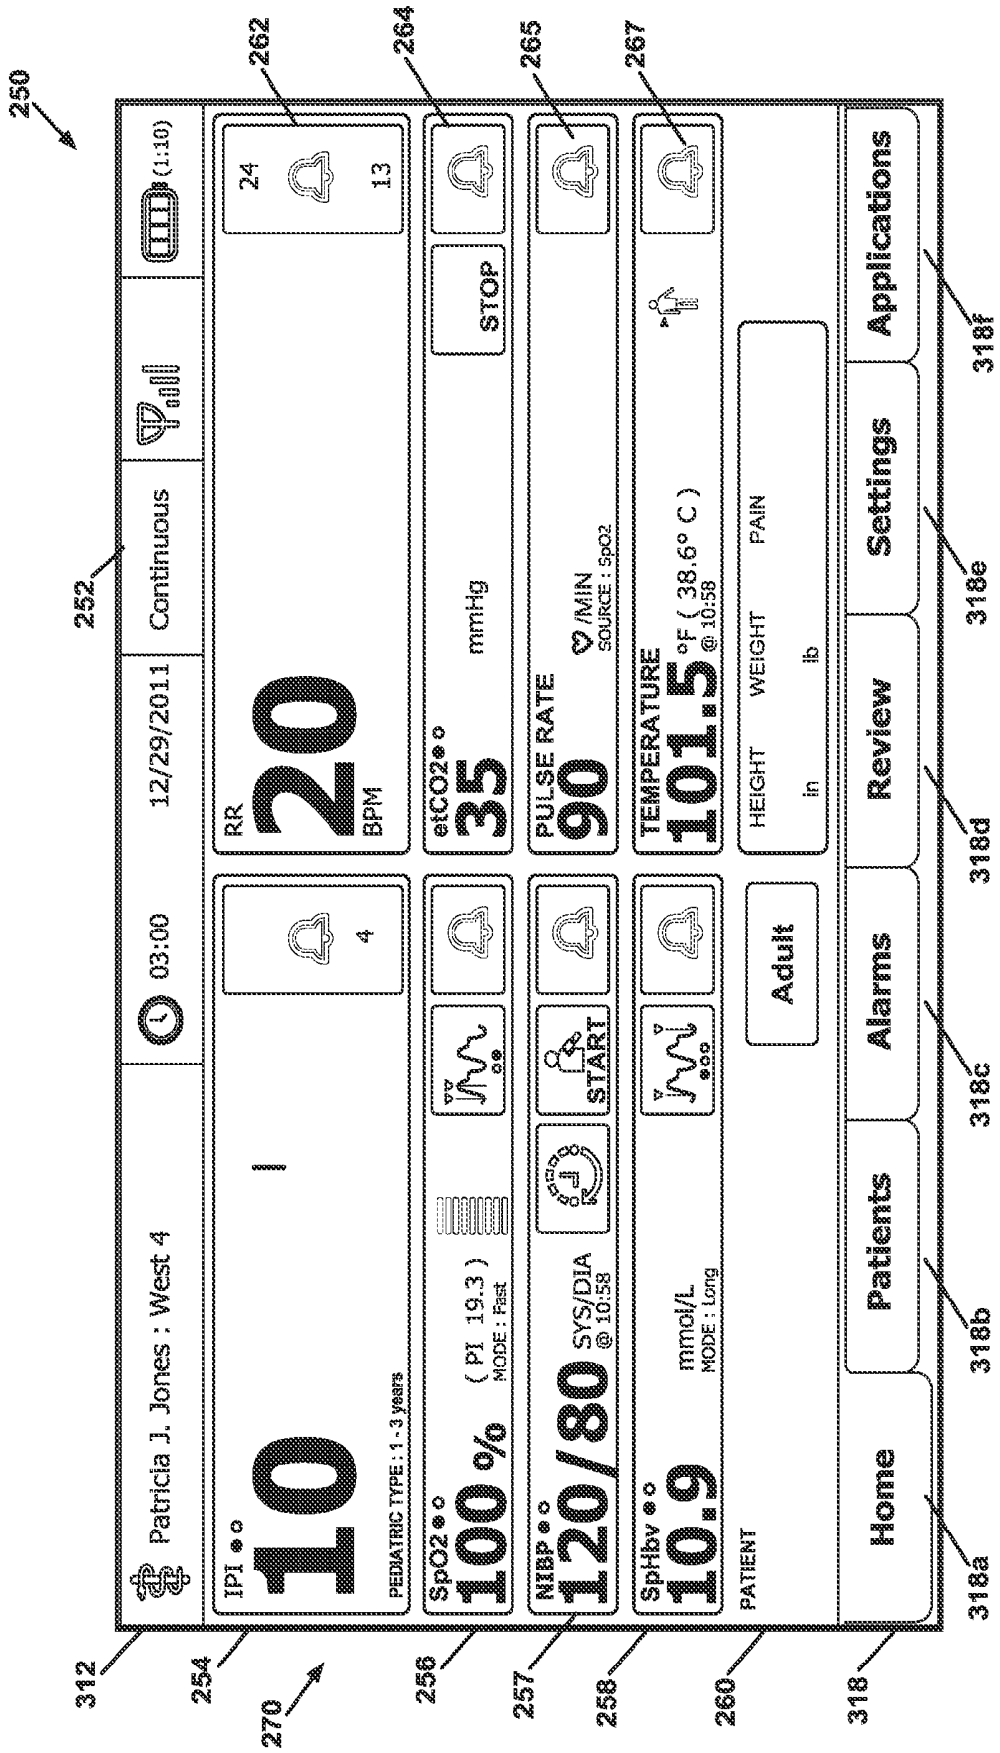 250
252
312
Patricia J. Jones : West 4
03:00
12/29/2011
Continuous
(1:10)
254
270
IPI
10
PEDIATRIC TYPE : 1 - 3 years
4
RR
20
BPM
24
13
262
256
SpO2
100 %
( PI 19.3 )
MODE : Fast
etCO2
35
mmHg
STOP
264
257
NIBP
120/80
SYS/DIA
@ 10:58
START
PULSE RATE
90
/MIN
SOURCE : SpO2
265
258
SpHbv
10.9
mmol/L
MODE : Long
TEMPERATURE
101.5
°F ( 38.6° C )
@ 10:58
267
260
PATIENT
Adult
HEIGHT WEIGHT PAIN
in lb
318
Home
Patients
Alarms
Review
Settings
Applications
318a
318b
318c
318d
318e
318f